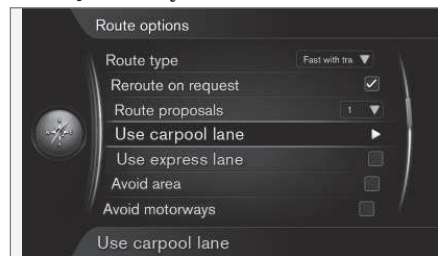 Route options
Route type Fast with tra
Reroute on request
Route proposals 1
Use carpool lane
Use express lane
Avoid area
Avoid motorways
Use carpool lane